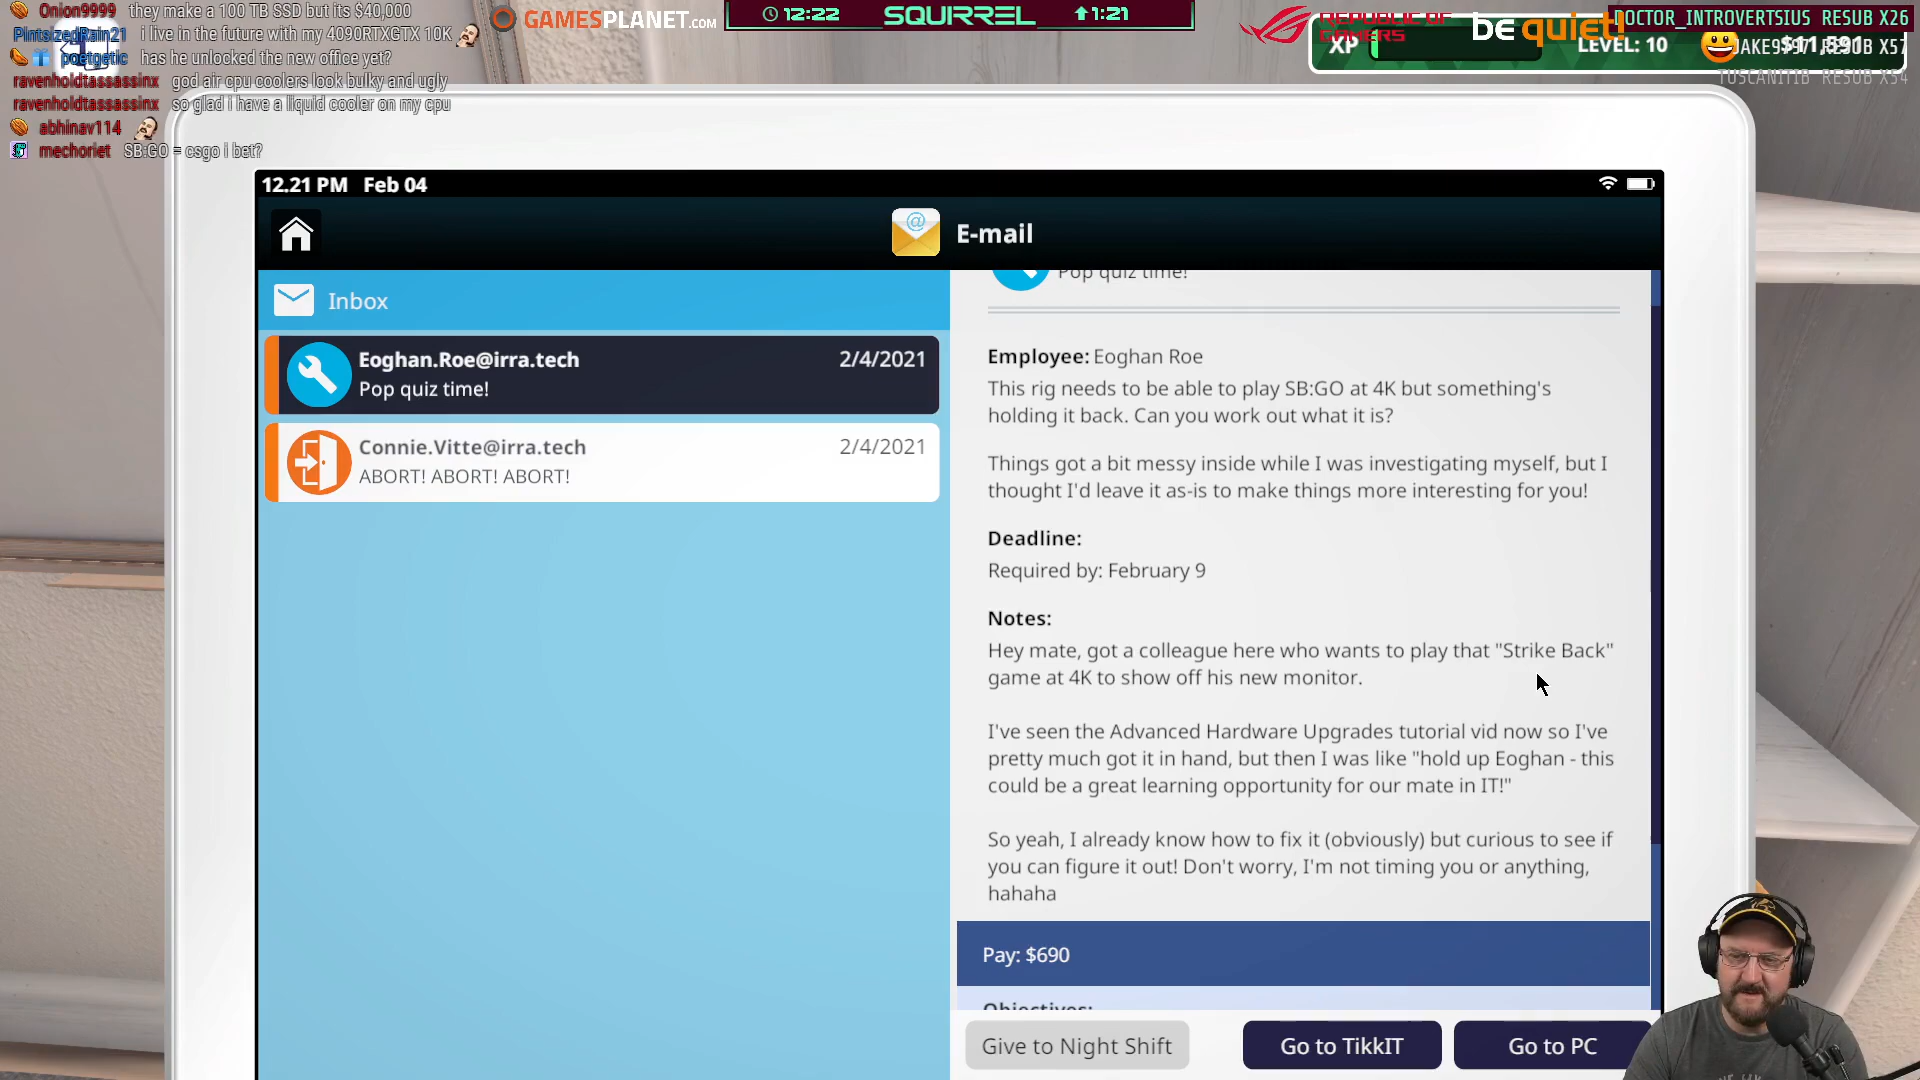 Onion9999 they make a 100 TB SSD but its $40,000
PintsizedRain21 i live in the future with my 4090RTXGTX 10K
poetgetic has he unlocked the new office yet?
ravenholdtassassinx god air cpu coolers look bulky and ugly
ravenholdtassassinx so glad i have a liquid cooler on my cpu
abhinav114
mechoriet SB:GO = csgo i bet?
GAMESPLANET.COM
12:22 SQUIRREL 1:21
REPUBLIC OF GAMERS
be quiet!
DOCTOR_INTROVERTSIUS RESUB X26
XP LEVEL: 10
TUSCANITIB RESUB X54
12.21 PM Feb 04
E-mail
Inbox
Eoghan.Roe@irra.tech 2/4/2021
Pop quiz time!
Connie.Vitte@irra.tech 2/4/2021
ABORT! ABORT! ABORT!
Pop quiz time!
Employee: Eoghan Roe
This rig needs to be able to play SB:GO at 4K but something's
holding it back. Can you work out what it is?
Things got a bit messy inside while I was investigating myself, but I
thought I'd leave it as-is to make things more interesting for you!
Deadline:
Required by: February 9
Notes:
Hey mate, got a colleague here who wants to play that "Strike Back"
game at 4K to show off his new monitor.
I've seen the Advanced Hardware Upgrades tutorial vid now so I've
pretty much got it in hand, but then I was like "hold up Eoghan - this
could be a great learning opportunity for our mate in IT!"
So yeah, I already know how to fix it (obviously) but curious to see if
you can figure it out! Don't worry, I'm not timing you or anything,
hahaha
Pay: $690
Objectives:
Give to Night Shift
Go to TikkIT
Go to PC